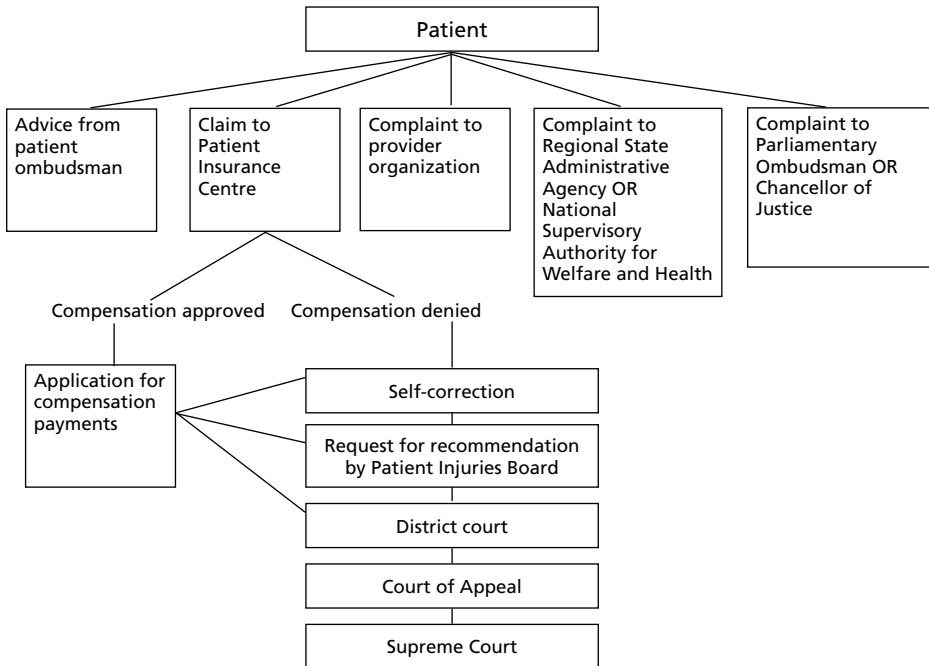 Patient
Advice from
patient
ombudsman
Claim to
Patient
Insurance
Centre
Complaint to
provider
organization
Complaint to
Regional State
Administrative
Agency OR
National
Supervisory
Authority for
Welfare and Health
Complaint to
Parliamentary
Ombudsman OR
Chancellor of
Justice
Compensation approved
Compensation denied
Application for
compensation
payments
Self-correction
Request for recommendation
by Patient Injuries Board
District court
Court of Appeal
Supreme Court